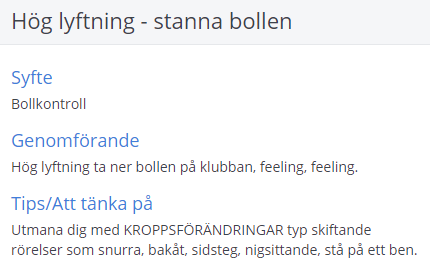 Hög lyftning - stanna bollen
Syfte
Bollkontroll
Genomförande
Hög lyftning ta ner bollen på klubban, feeling, feeling.
Tips/Att tänka på
Utmana dig med KROPPSFÖRÄNDRINGAR typ skiftande
rörelser som snurra, bakåt, sidsteg, nigsittande, stå på ett ben.